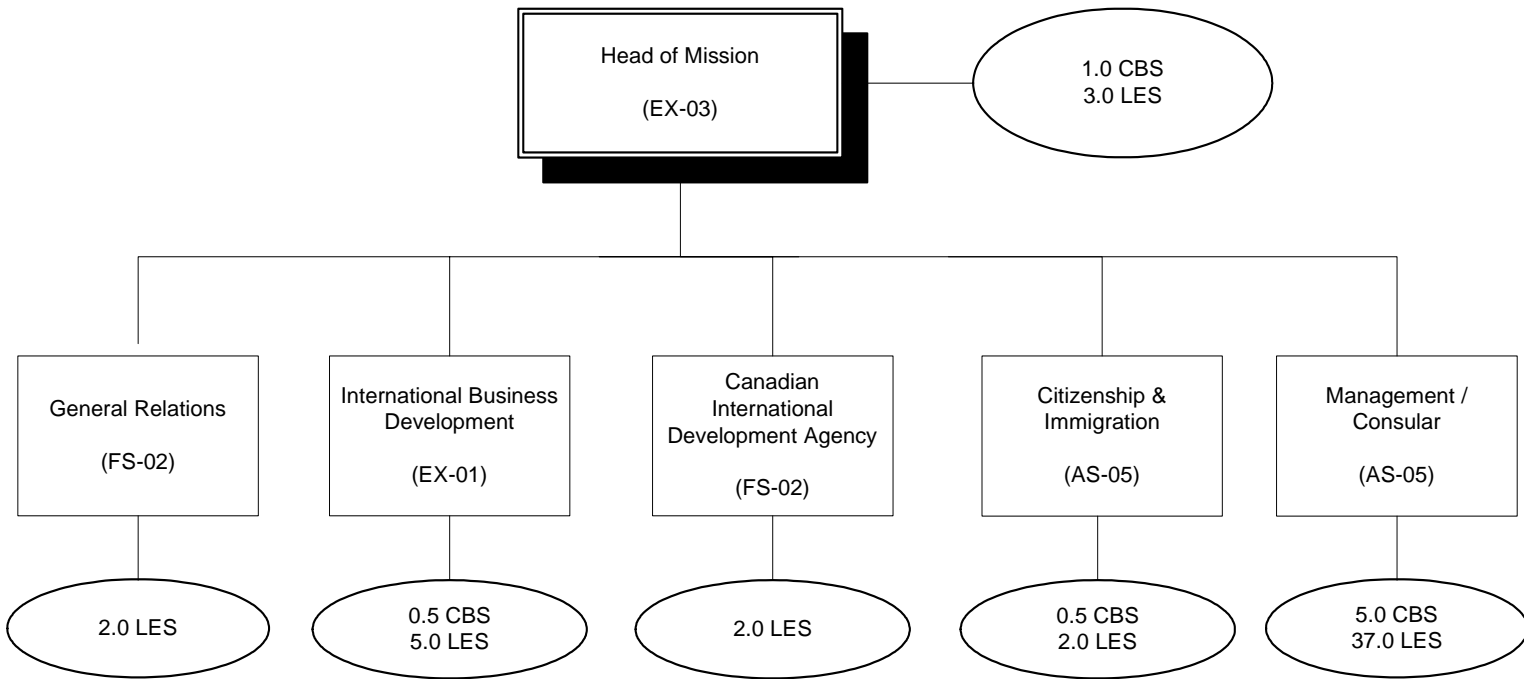 Head of Mission
(EX-03)
1.0 CBS
3.0 LES
General Relations
(FS-02)
International Business
Development
(EX-01)
Canadian
International
Development Agency
(FS-02)
Citizenship &
Immigration
(AS-05)
Management /
Consular
(AS-05)
2.0 LES
0.5 CBS
5.0 LES
2.0 LES
0.5 CBS
2.0 LES
5.0 CBS
37.0 LES